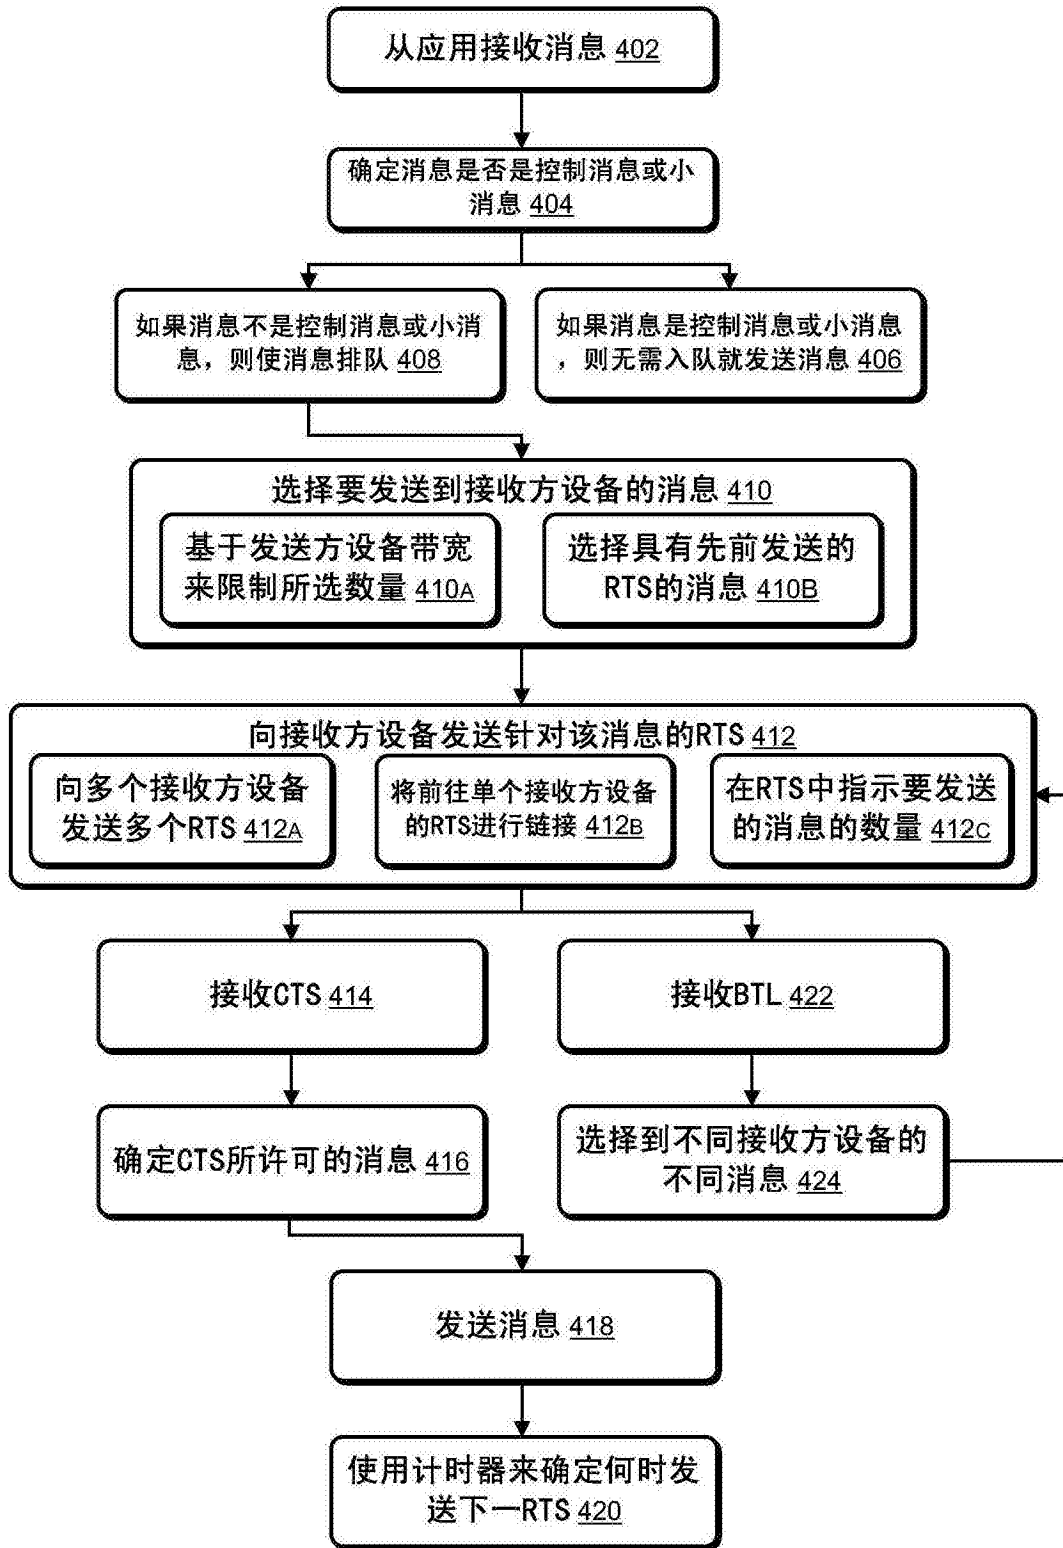 从应用接收消息 402
确定消息是否是控制消息或小
消息 404
如果消息不是控制消息或小消
息，则使消息排队 408
如果消息是控制消息或小消息
，则无需入队就发送消息 406
选择要发送到接收方设备的消息 410
基于发送方设备带宽
来限制所选数量 410A
选择具有先前发送的
RTS的消息 410B
向接收方设备发送针对该消息的RTS 412
向多个接收方设备
发送多个RTS 412A
将前往单个接收方设备
的RTS进行链接 412B
在RTS中指示要发送
的消息的数量 412C
接收CTS 414
接收BTL 422
确定CTS所许可的消息 416
选择到不同接收方设备的
不同消息 424
发送消息 418
使用计时器来确定何时发
送下一RTS 420